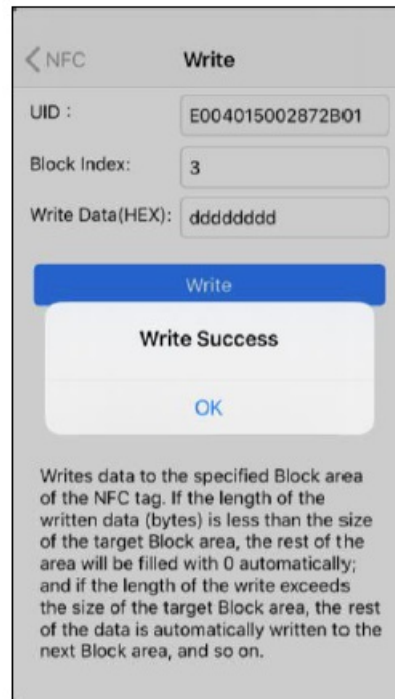 NFC
Write
UID :
E004015002872B01
Block Index:
3
Write Data(HEX):
dddddddd
Write
Write Success
OK
Writes data to the specified Block area
of the NFC tag. If the length of the
written data (bytes) is less than the size
of the target Block area, the rest of the
area will be filled with 0 automatically;
and if the length of the write exceeds
the size of the target Block area, the rest
of the data is automatically written to the
next Block area, and so on.